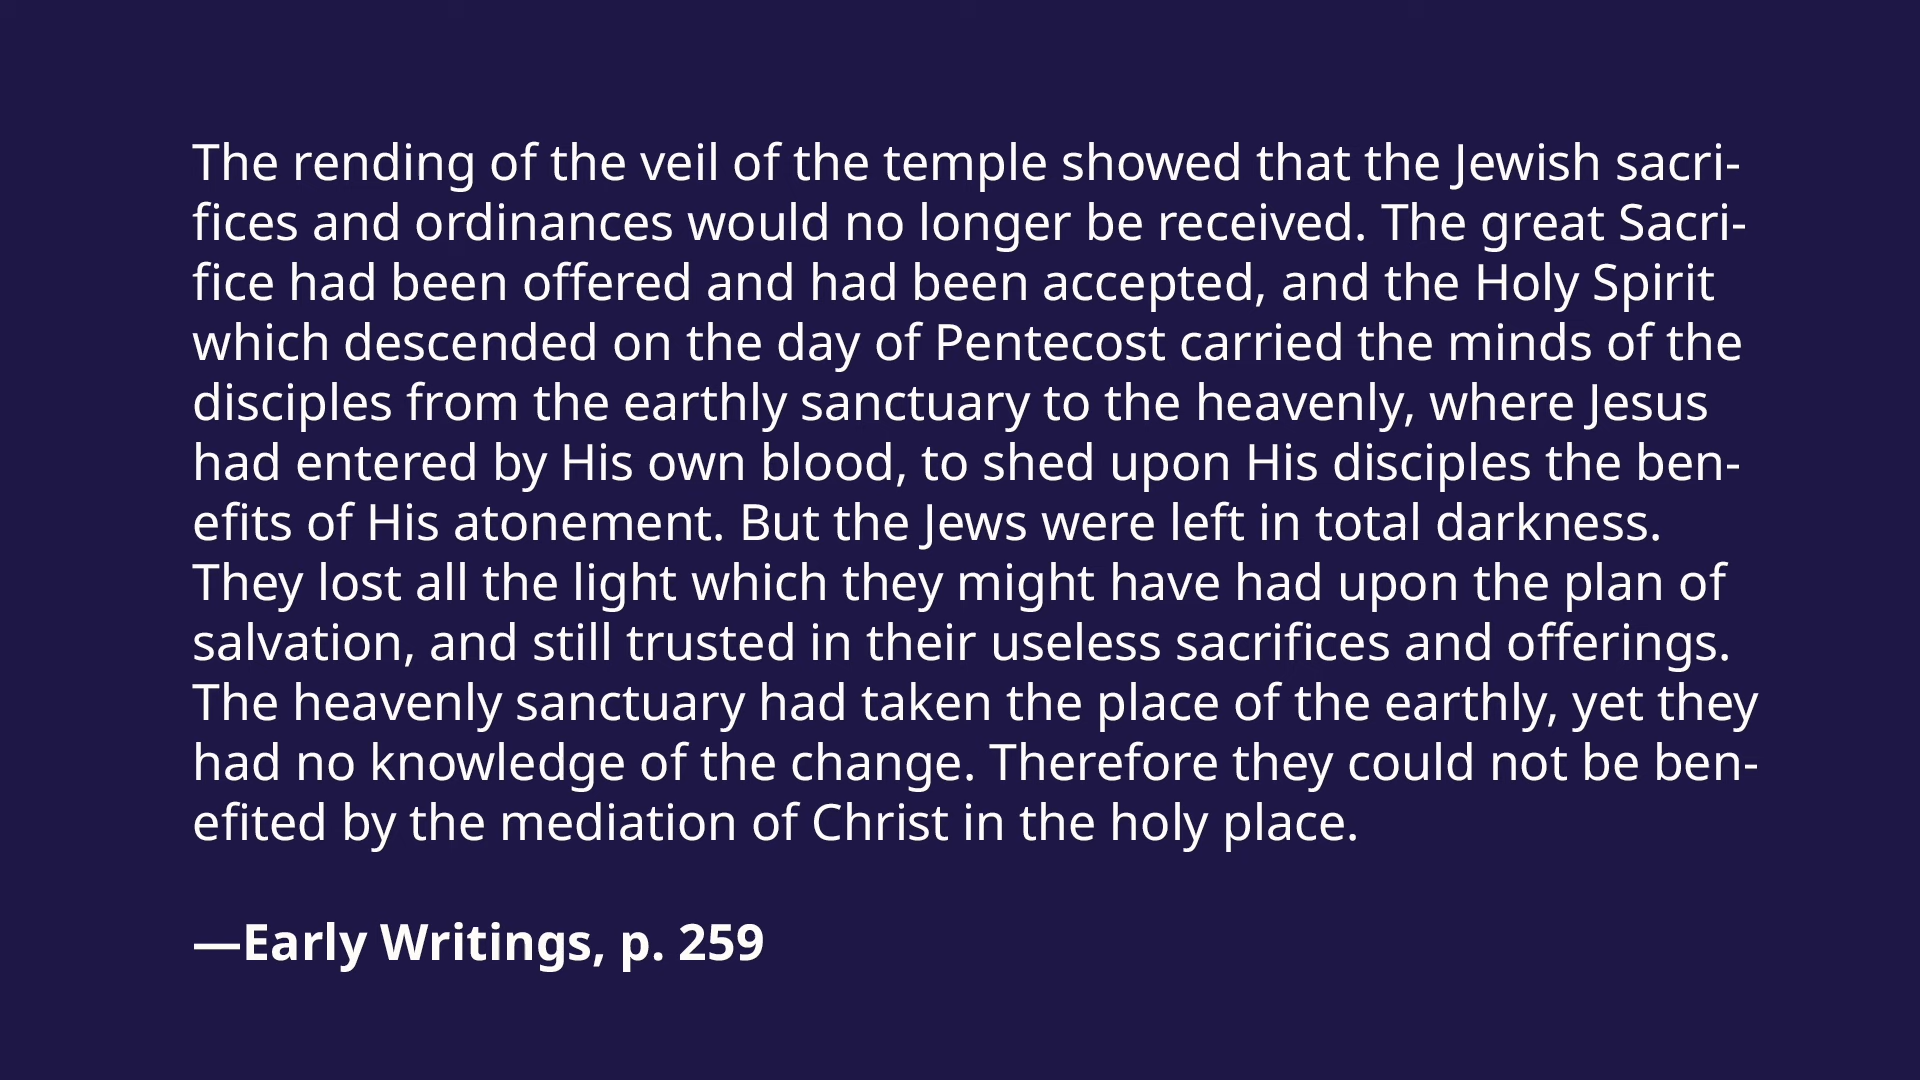 The rending of the veil of the temple showed that the Jewish sacri-
fices and ordinances would no longer be received. The great Sacri-
fice had been offered and had been accepted, and the Holy Spirit
which descended on the day of Pentecost carried the minds of the
disciples from the earthly sanctuary to the heavenly, where Jesus
had entered by His own blood, to shed upon His disciples the ben-
efits of His atonement. But the Jews were left in total darkness.
They lost all the light which they might have had upon the plan of
salvation, and still trusted in their useless sacrifices and offerings.
The heavenly sanctuary had taken the place of the earthly, yet they
had no knowledge of the change. Therefore they could not be ben-
efited by the mediation of Christ in the holy place.
—Early Writings, p. 259